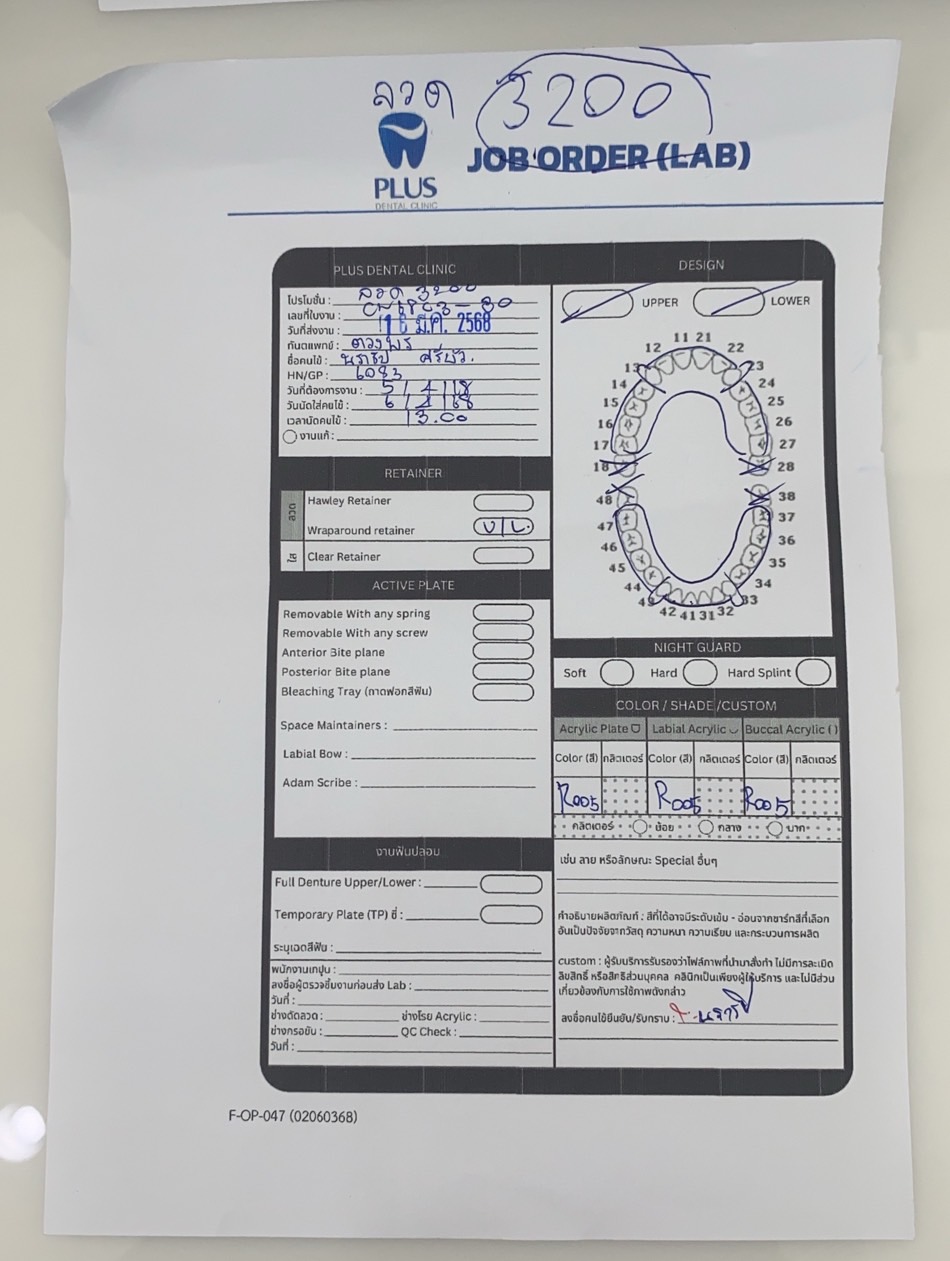 ลวด 3200
PLUS
DENTAL CLINIC
JOB ORDER (LAB)
PLUS DENTAL CLINIC
โปรโมชั่น : ลวด 3200
เลขที่ใบงาน :
วันที่ส่งงาน : 16 มี.ค. 2568
ทันตแพทย์ : ดวงพร
ชื่อคนไข้ :
HN/GP : 6083
วันที่ต้องการงาน : 5 / 4 / 68
วันนัดใส่คนไข้ : 6 / 4 / 68
เวลานัดคนไข้ : 13.00
งานแก้ :
RETAINER
ลวด
Hawley Retainer
Wraparound retainer U/L.
ใส
Clear Retainer
ACTIVE PLATE
Removable With any spring
Removable With any screw
Anterior Bite plane
Posterior Bite plane
Bleaching Tray (ถาดฟอกสีฟัน)
Space Maintainers :
Labial Bow :
Adam Scribe :
งานฟันปลอม
Full Denture Upper/Lower :
Temporary Plate (TP) ซี่ :
ระบุเฉดสีฟัน :
พนักงานเทปูน :
ลงชื่อผู้ตรวจชิ้นงานก่อนส่ง Lab :
วันที่ :
ช่างดัดลวด : ช่างโรย Acrylic :
ช่างกรอขัด : QC Check :
วันที่ :
DESIGN
UPPER LOWER
11 21
12 22
13 23
14 24
15 25
16 26
17 27
18 28
48 38
47 37
46 36
45 35
44 34
43 33
42 41 31 32
NIGHT GUARD
Soft Hard Hard Splint
COLOR / SHADE /CUSTOM
Acrylic Plate Labial Acrylic Buccal Acrylic ( )
Color (สี) กลิตเตอร์ Color (สี) กลิตเตอร์ Color (สี) กลิตเตอร์
R005 R005 R005
กลิตเตอร์ น้อย กลาง มาก
เช่น ลาย หรือลักษณะ Special อื่นๆ
คำอธิบายผลิตภัณฑ์ : สีที่ได้อาจมีระดับเข้ม - อ่อนจากชาร์ทสีที่เลือก
อันเป็นปัจจัยจากวัสดุ ความหนา ความเรียบ และกระบวนการผลิต
custom : ผู้รับบริการรับรองว่าไฟล์ภาพที่นำมาสั่งทำ ไม่มีการละเมิด
ลิขสิทธิ์ หรือสิทธิส่วนบุคคล คลินิกเป็นเพียงผู้ให้บริการ และไม่มีส่วน
เกี่ยวข้องกับการใช้ภาพดังกล่าว
ลงชื่อคนไข้ยืนยัน/รับทราบ :
F-OP-047 (02060368)